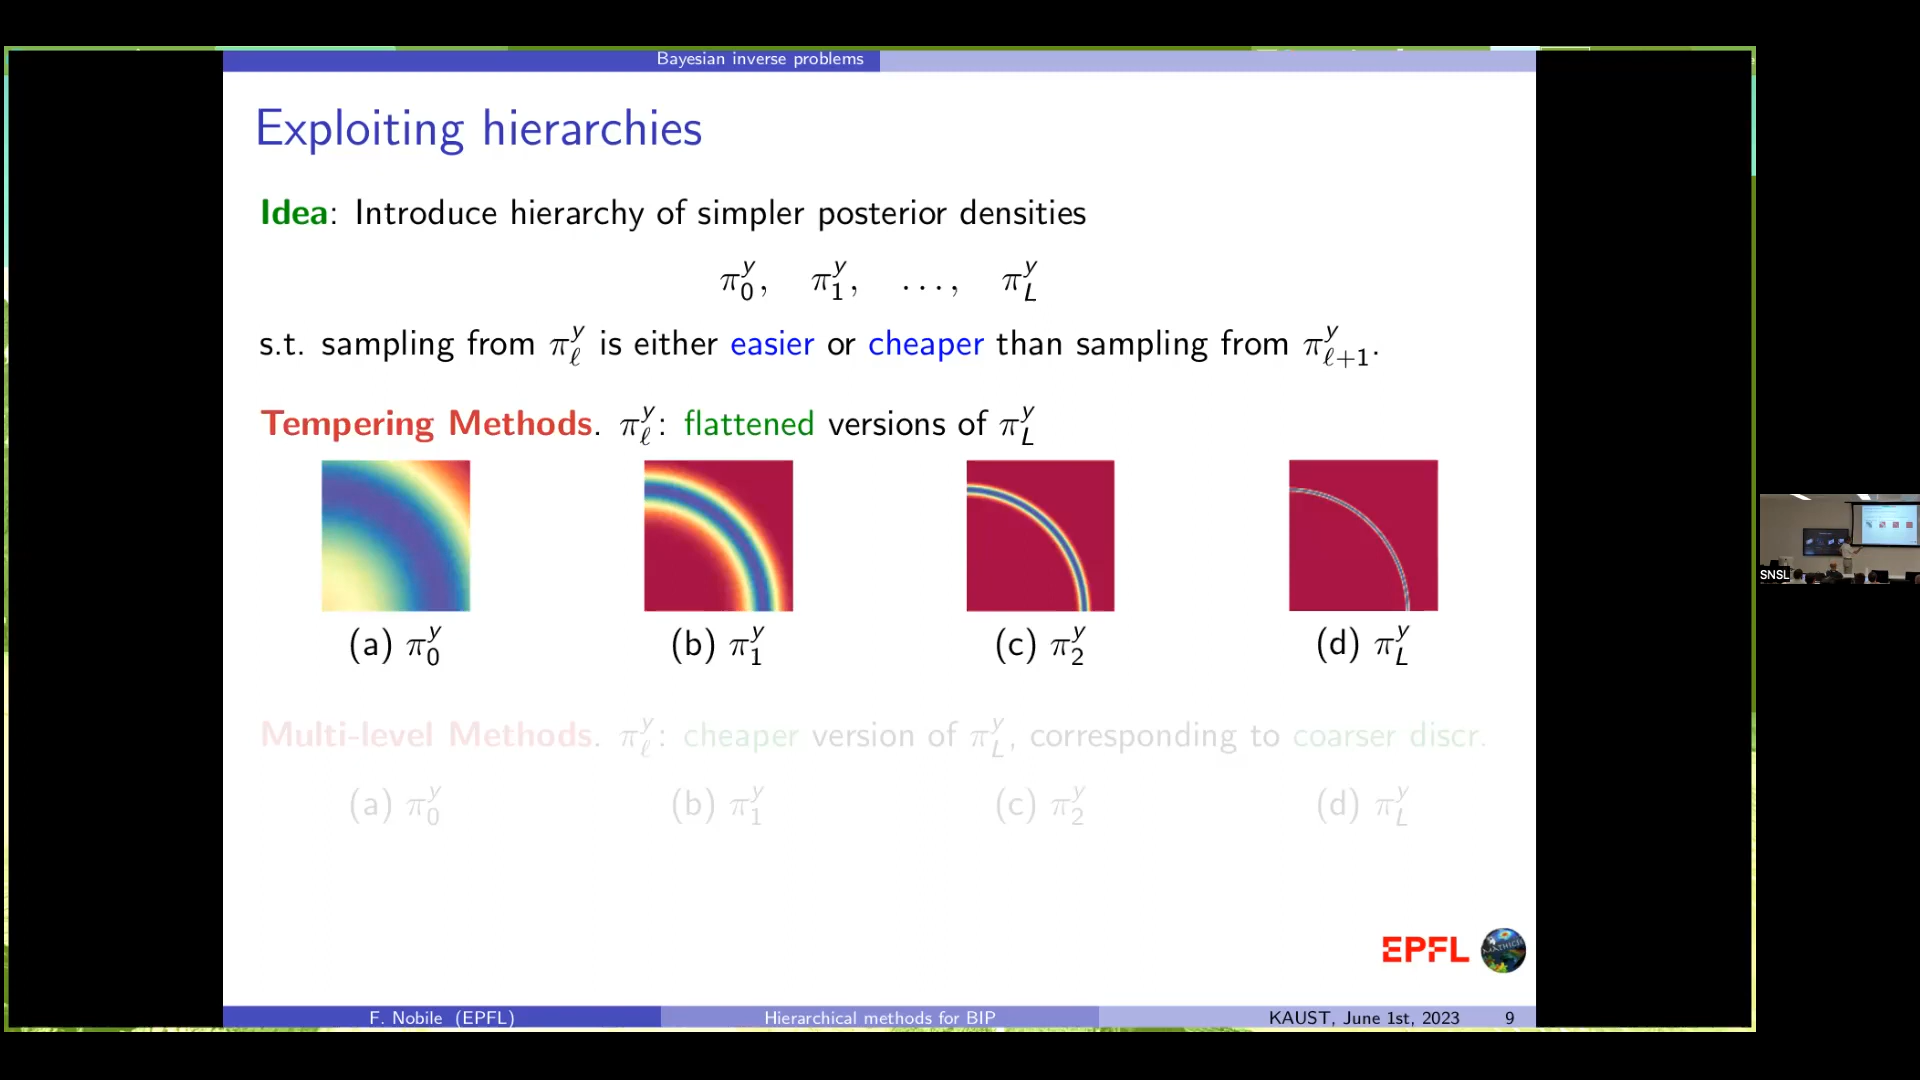 Bayesian inverse problems
Exploiting hierarchies
Idea: Introduce hierarchy of simpler posterior densities
π₀ʸ, π₁ʸ, ..., π_Lʸ
s.t. sampling from π_ℓʸ is either easier or cheaper than sampling from π_{ℓ+1}ʸ.
Tempering Methods. π_ℓʸ: flattened versions of π_Lʸ
(a) π₀ʸ (b) π₁ʸ (c) π₂ʸ (d) π_Lʸ
Multi-level Methods. π_ℓʸ: cheaper version of π_Lʸ, corresponding to coarser discr.
(a) π₀ʸ (b) π₁ʸ (c) π₂ʸ (d) π_Lʸ
EPFL MATHICSE
F. Nobile (EPFL) Hierarchical methods for BIP KAUST, June 1st, 2023 9
SNSL